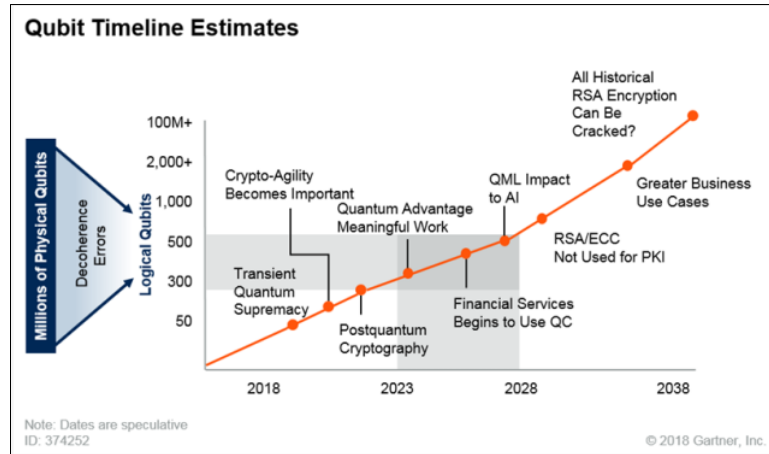 Qubit Timeline Estimates
All Historical
RSA Encryption
Can Be
Cracked?
100M+
2,000+
1,000
500
300
50
Millions of Physical Qubits
Decoherence
Errors
Logical Qubits
Crypto-Agility
Becomes Important
QML Impact
to AI
Greater Business
Use Cases
Quantum Advantage
Meaningful Work
RSA/ECC
Not Used for PKI
Transient
Quantum
Supremacy
Financial Services
Begins to Use QC
Postquantum
Cryptography
2018
2023
2028
2038
Note: Dates are speculative
ID: 374252
© 2018 Gartner, Inc.